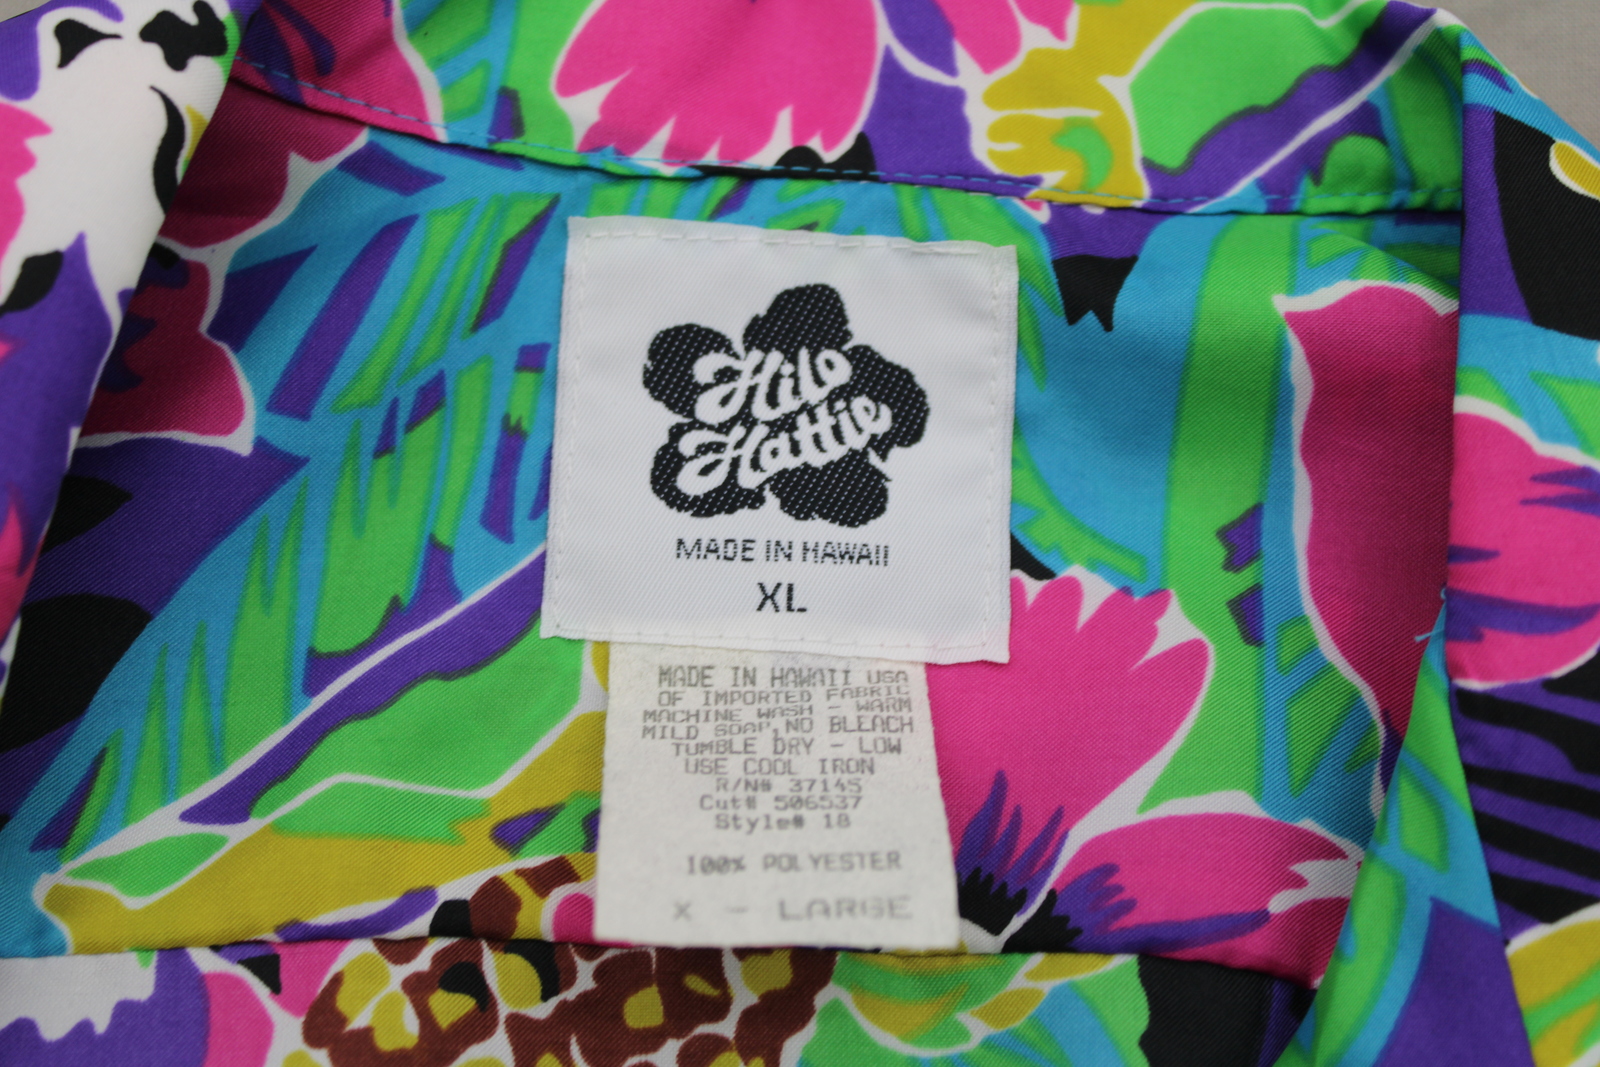 Hilo
Hattie
MADE IN HAWAII
XL
MADE IN HAWAII USA
OF IMPORTED FABRIC
MACHINE WASH - WARM
MILD SOAP, NO BLEACH
TUMBLE DRY - LOW
USE COOL IRON
R/N# 37145
Cut# 506537
Style# 18
100% POLYESTER
X - LARGE